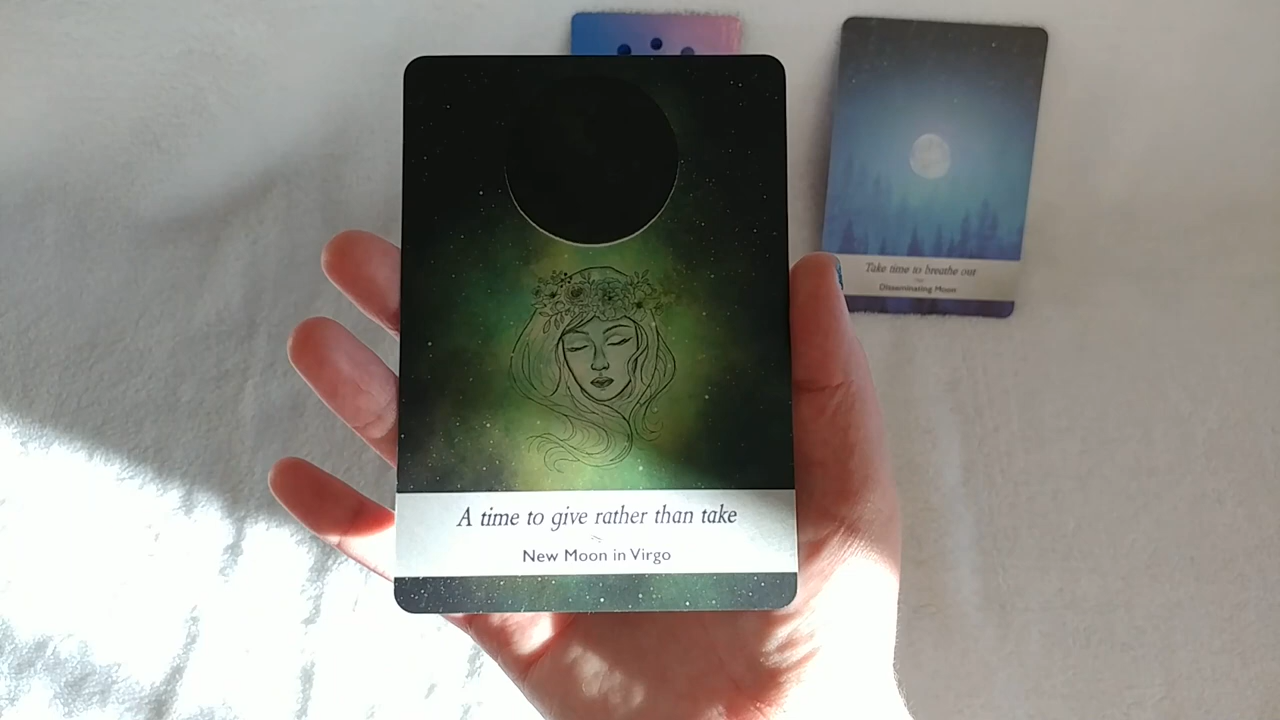 A time to give rather than take
New Moon in Virgo
Take time to breathe out
Disseminating Moon